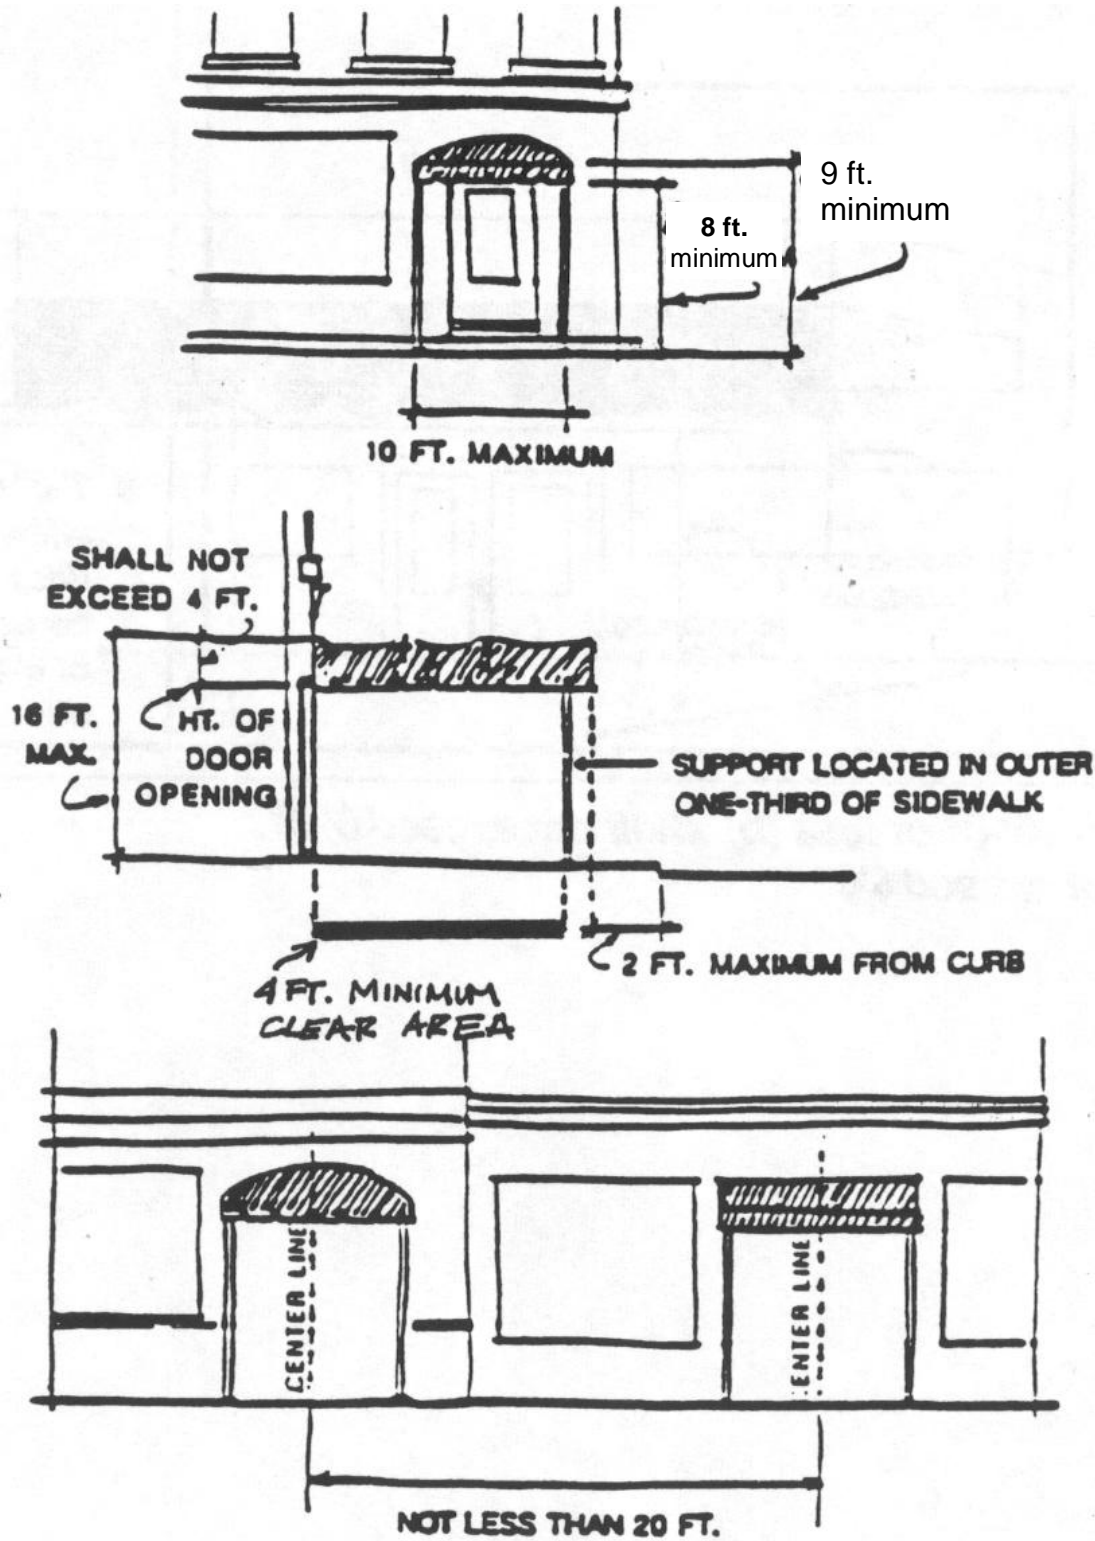 9 ft.
minimum
8 ft.
minimum
10 FT. MAXIMUM
SHALL NOT
EXCEED 4 FT.
16 FT.
MAX.
HT. OF
DOOR
OPENING
SUPPORT LOCATED IN OUTER
ONE-THIRD OF SIDEWALK
2 FT. MAXIMUM FROM CURB
4 FT. MINIMUM
CLEAR AREA
CENTER LINE
ENTER LINE
NOT LESS THAN 20 FT.